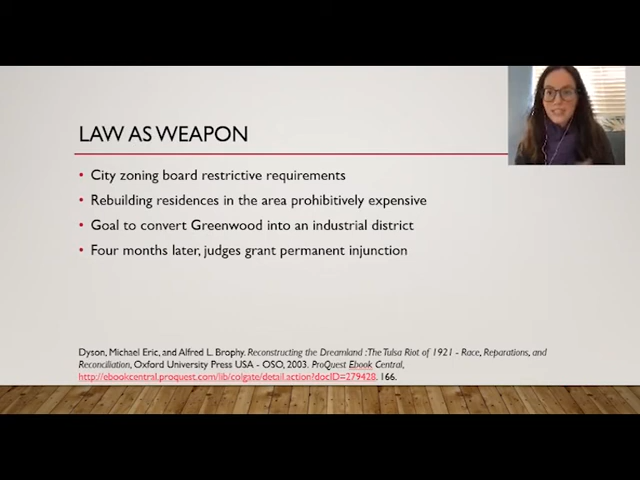 LAW AS WEAPON
• City zoning board restrictive requirements
• Rebuilding residences in the area prohibitively expensive
• Goal to convert Greenwood into an industrial district
• Four months later, judges grant permanent injunction
Dyson, Michael Eric, and Alfred L. Brophy. Reconstructing the Dreamland :The Tulsa Riot of 1921 - Race, Reparations, and
Reconciliation, Oxford University Press USA - OSO, 2003. ProQuest Ebook Central,
http://ebookcentral.proquest.com/lib/colgate/detail.action?docID=279428. 166.